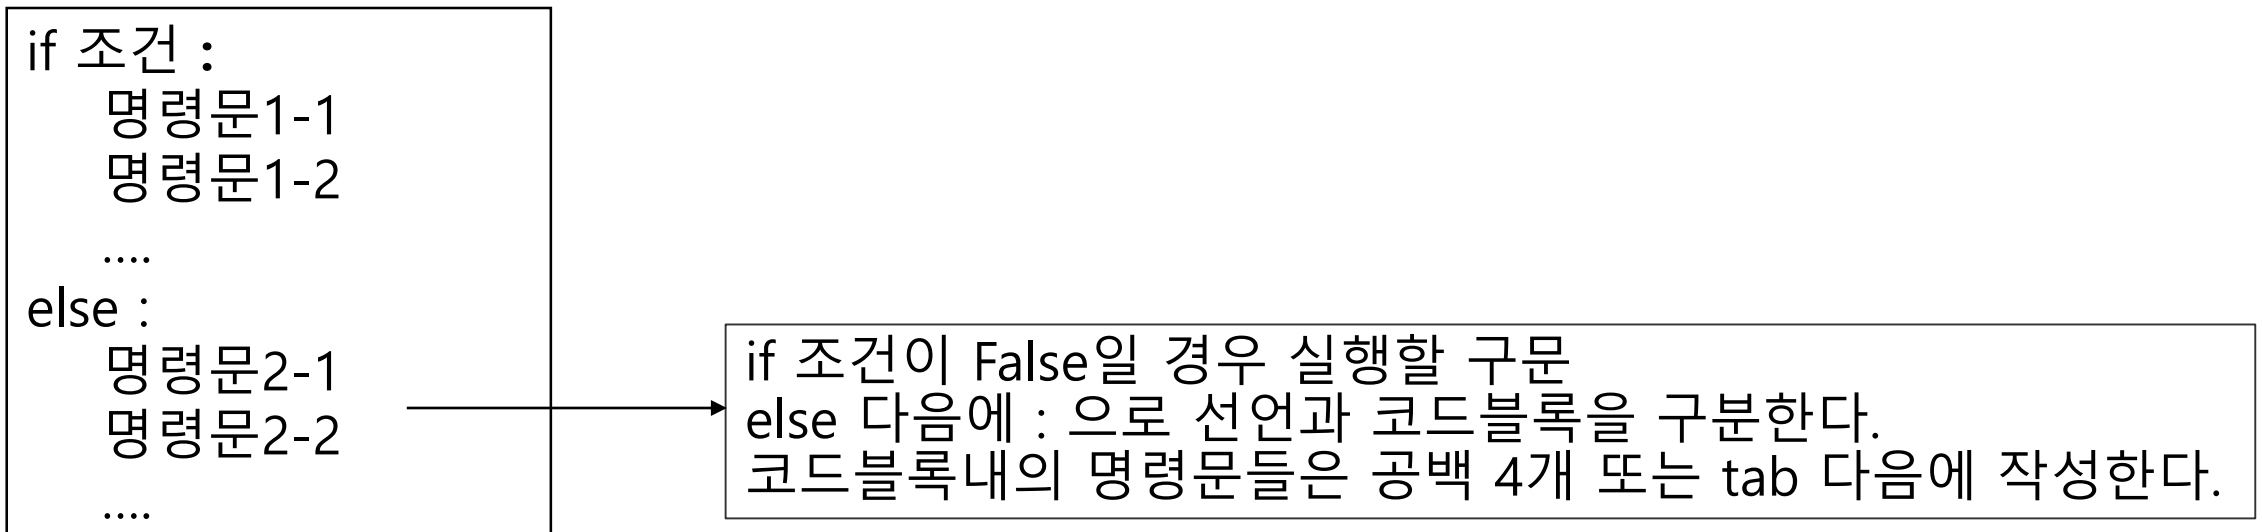 if 조건 :
명령문1-1
명령문1-2
....
else :
명령문2-1
명령문2-2
....
if 조건이 False일 경우 실행할 구문
else 다음에 : 으로 선언과 코드블록을 구분한다.
코드블록내의 명령문들은 공백 4개 또는 tab 다음에 작성한다.